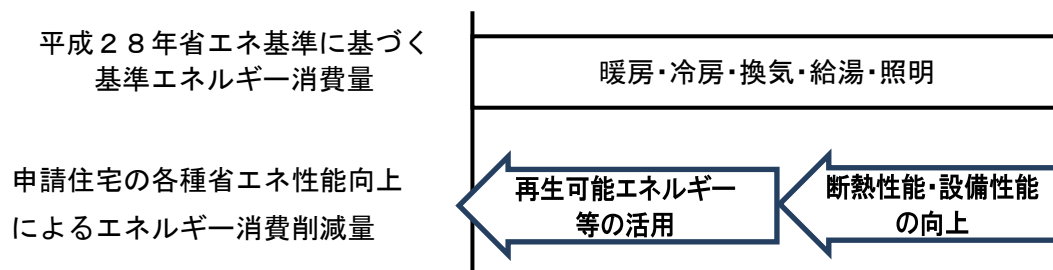 平成２８年省エネ基準に基づく
基準エネルギー消費量
暖房・冷房・換気・給湯・照明
申請住宅の各種省エネ性能向上
によるエネルギー消費削減量
再生可能エネルギー
等の活用
断熱性能・設備性能
の向上